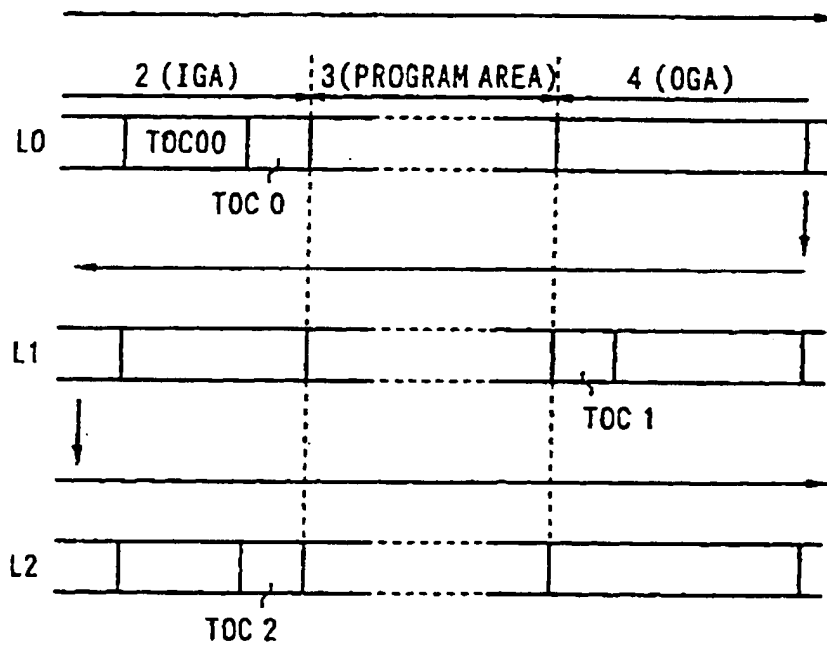 2 (IGA) 3(PROGRAM AREA) 4 (OGA)
L0 TOC00
TOC 0
L1
TOC 1
L2
TOC 2